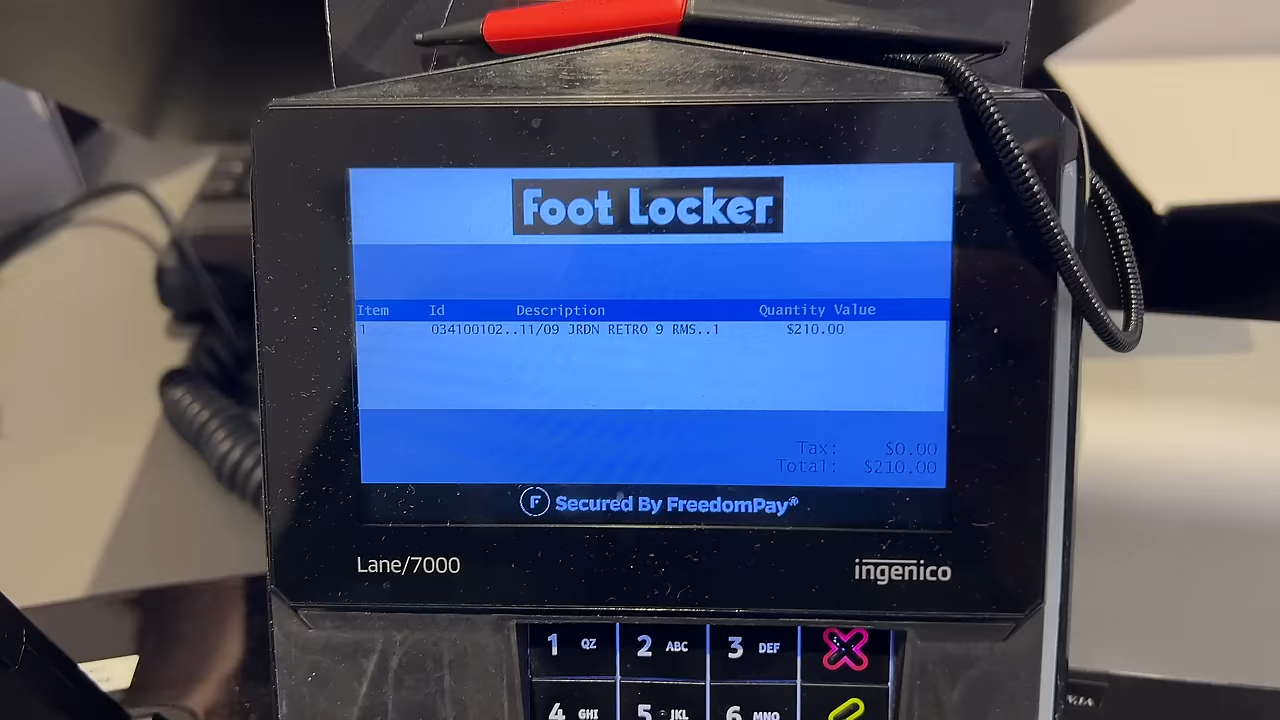 Foot Locker
Item Id Description Quantity Value
1 034100102..11/09 JRDN RETRO 9 RMS..1 $210.00
Tax: $0.00
Total: $210.00
F Secured By FreedomPay®
Lane/7000 ingenico
1 QZ 2 ABC 3 DEF
4 GHI 5 JKL 6 MNO